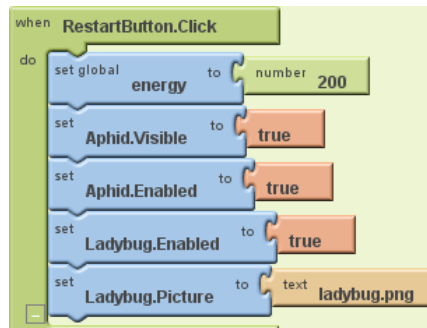 when RestartButton.Click
do
set global energy to number 200
set Aphid.Visible to true
set Aphid.Enabled to true
set Ladybug.Enabled to true
set Ladybug.Picture to text ladybug.png